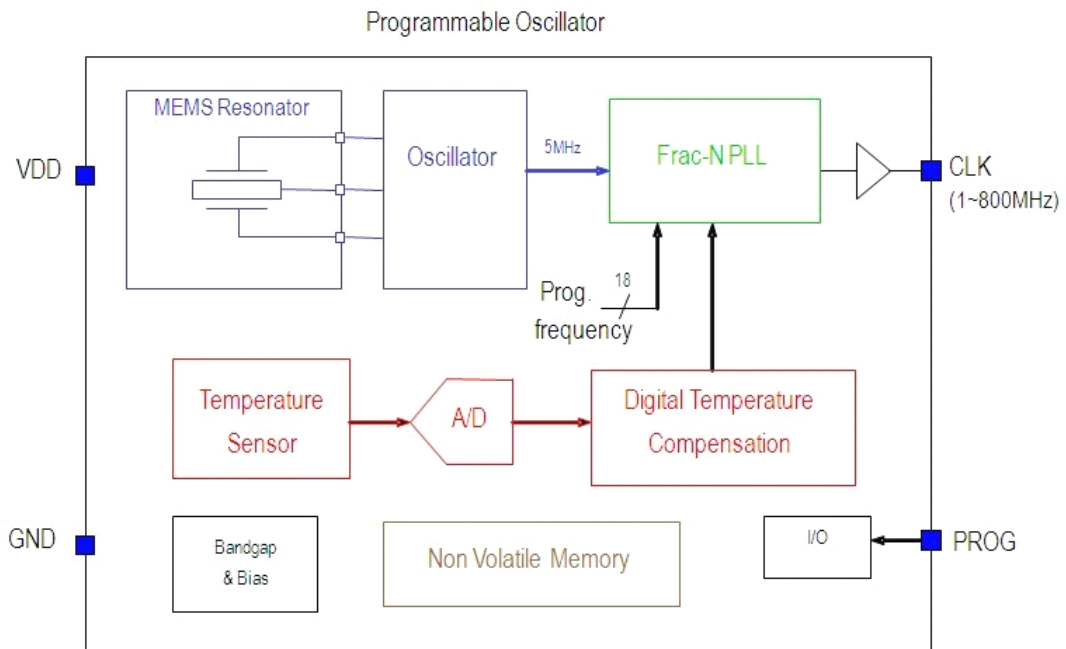 Programmable Oscillator
MEMS Resonator
Oscillator
5MHz
Frac-N PLL
VDD
CLK
(1~800MHz)
18
Prog.
frequency
Temperature
Sensor
A/D
Digital Temperature
Compensation
GND
Bandgap
& Bias
Non Volatile Memory
I/O
PROG